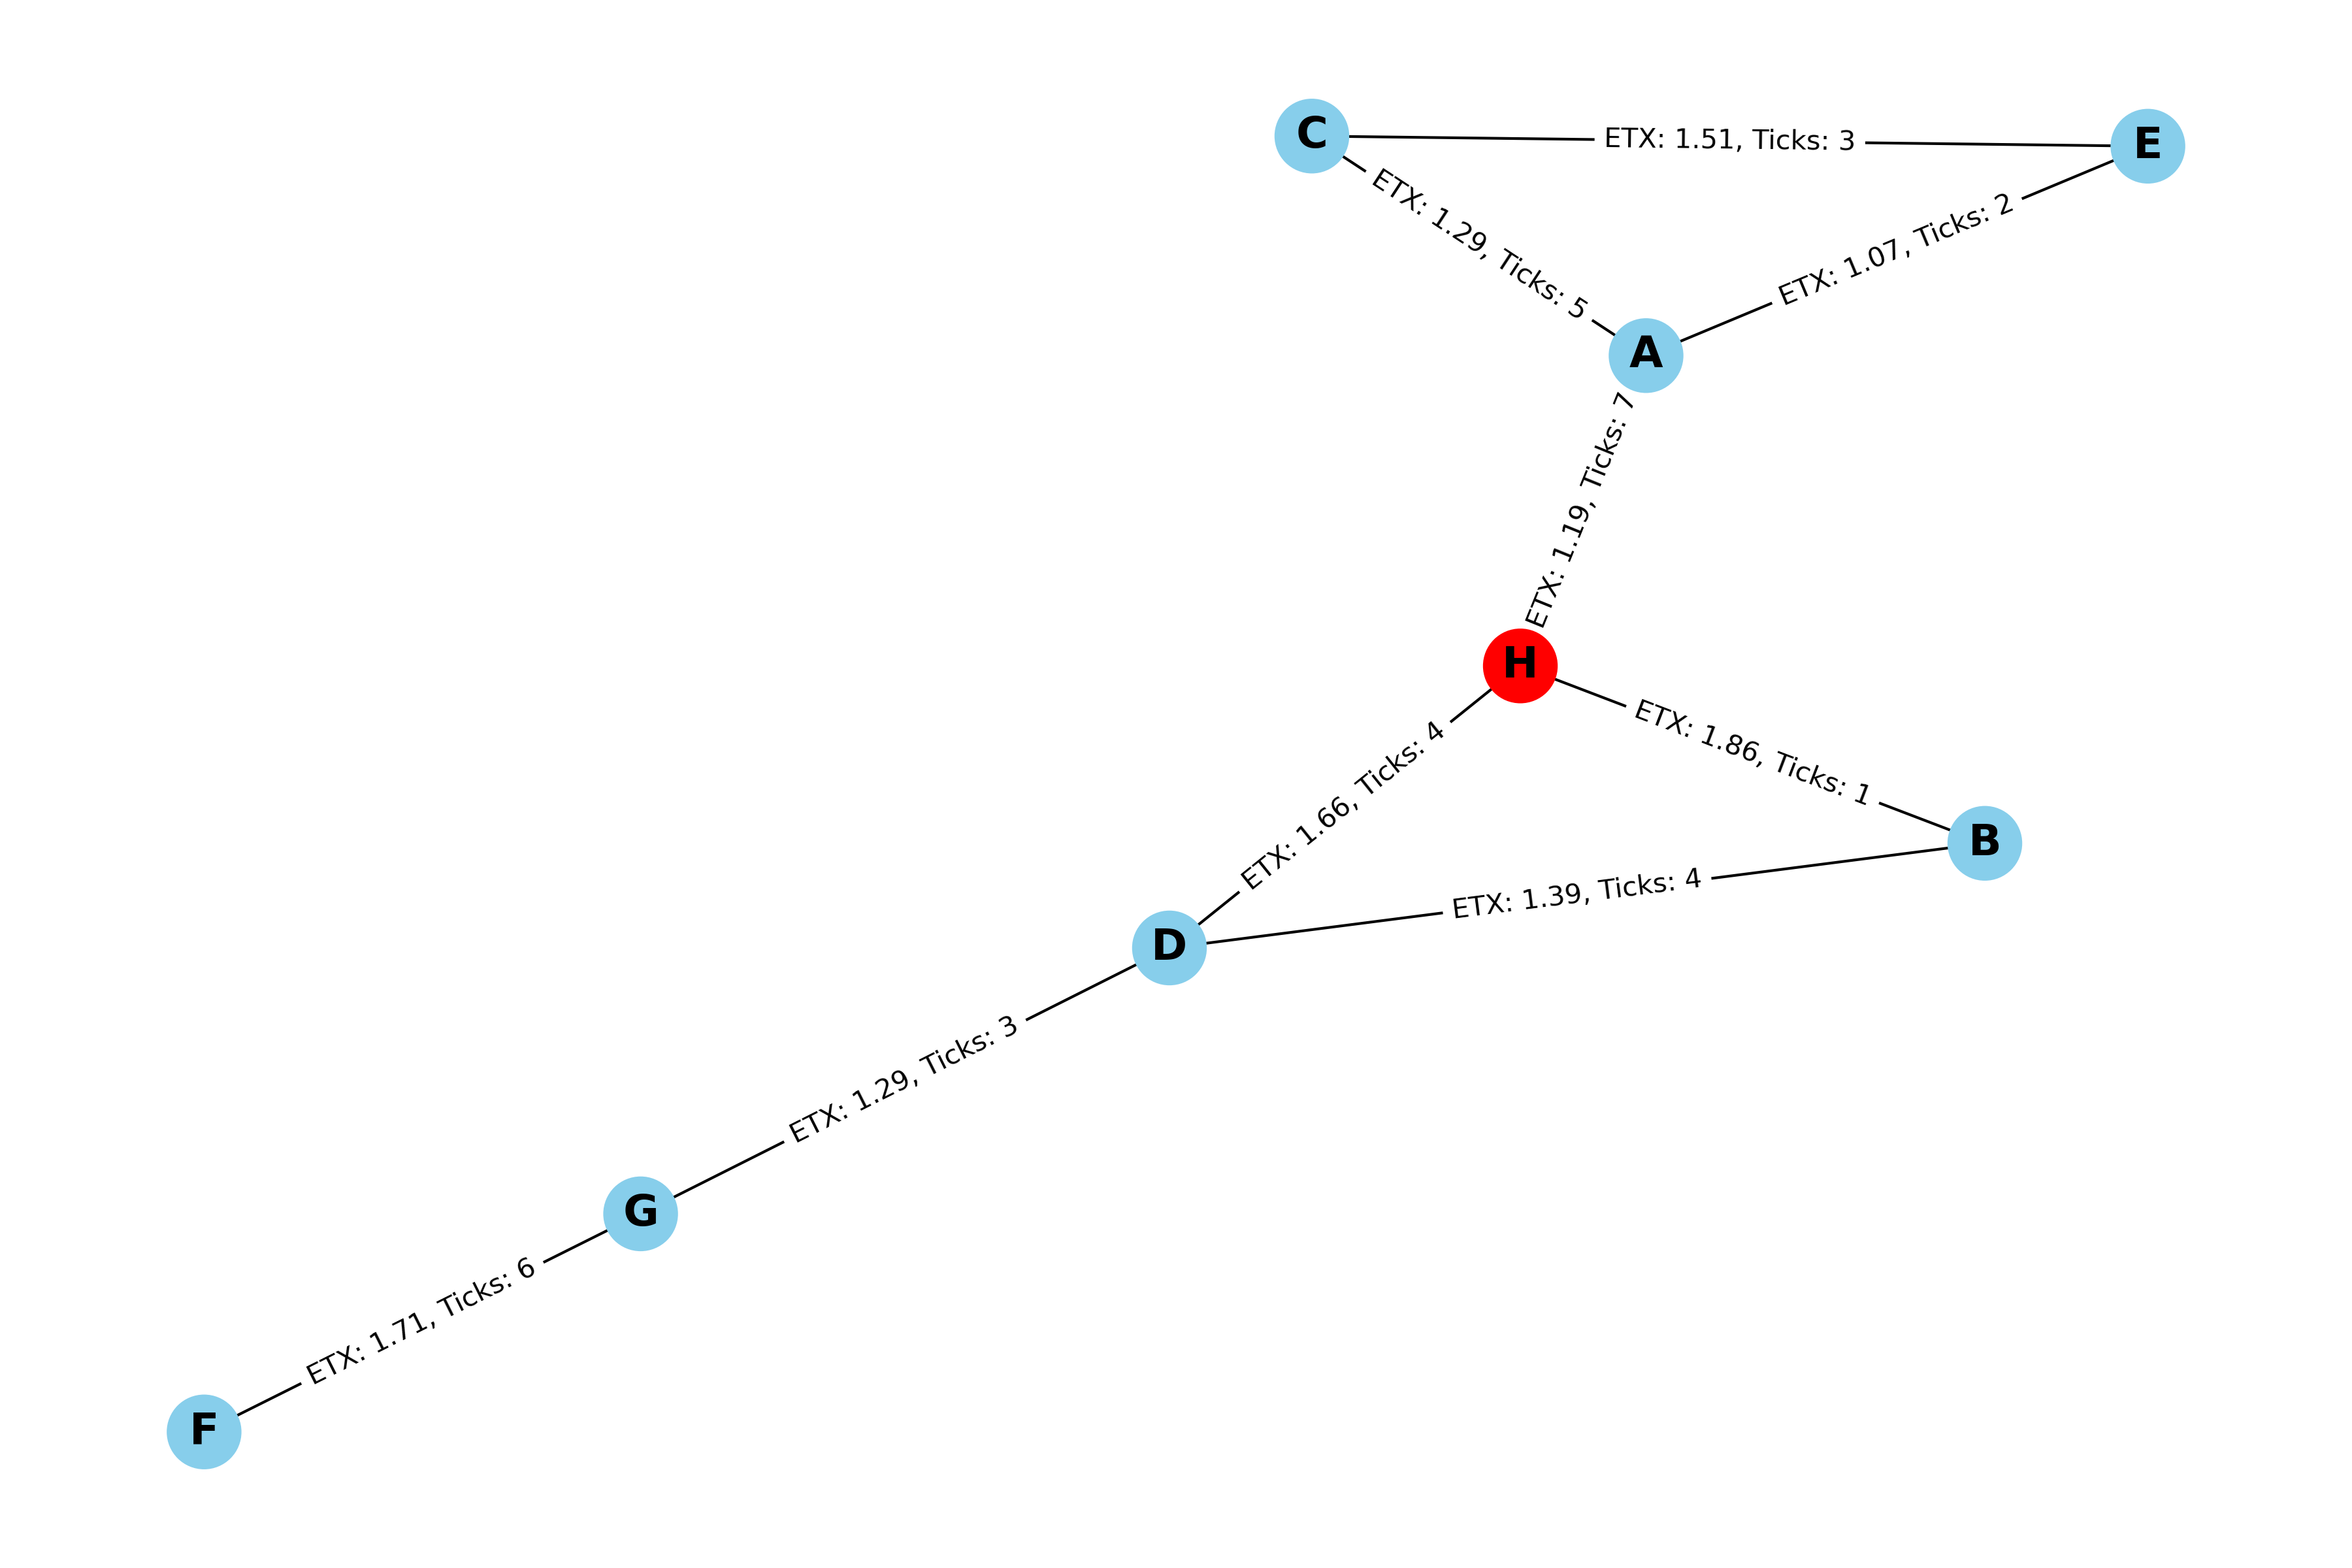 C
ETX: 1.51, Ticks: 3
E
ETX: 1.29, Ticks: 5
ETX: 1.07, Ticks: 2
A
ETX: 1.19, Ticks: 7
H
ETX: 1.66, Ticks: 4
ETX: 1.86, Ticks: 1
B
ETX: 1.39, Ticks: 4
D
ETX: 1.29, Ticks: 3
G
ETX: 1.71, Ticks: 6
F